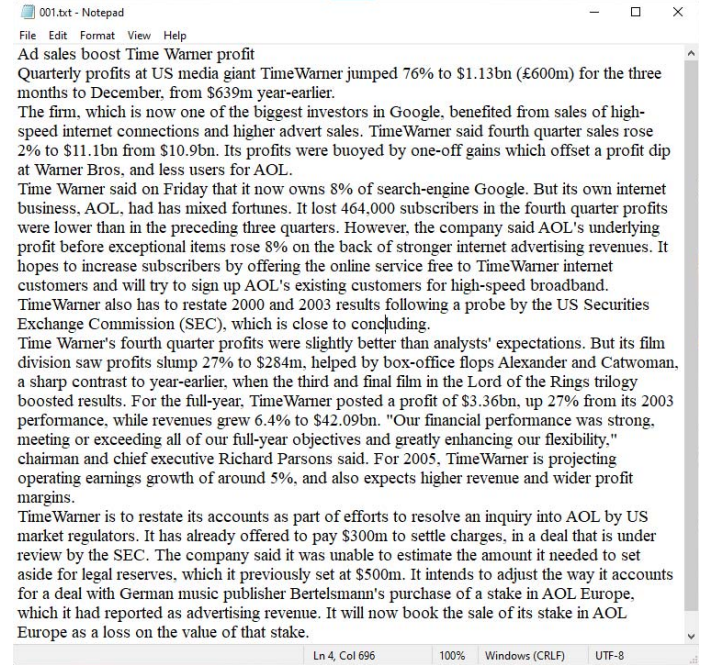 001.txt - Notepad
File Edit Format View Help
Ad sales boost Time Warner profit
Quarterly profits at US media giant TimeWarner jumped 76% to $1.13bn (£600m) for the three
months to December, from $639m year-earlier.
The firm, which is now one of the biggest investors in Google, benefited from sales of high-
speed internet connections and higher advert sales. TimeWarner said fourth quarter sales rose
2% to $11.1bn from $10.9bn. Its profits were buoyed by one-off gains which offset a profit dip
at Warner Bros, and less users for AOL.
Time Warner said on Friday that it now owns 8% of search-engine Google. But its own internet
business, AOL, had has mixed fortunes. It lost 464,000 subscribers in the fourth quarter profits
were lower than in the preceding three quarters. However, the company said AOL's underlying
profit before exceptional items rose 8% on the back of stronger internet advertising revenues. It
hopes to increase subscribers by offering the online service free to TimeWarner internet
customers and will try to sign up AOL's existing customers for high-speed broadband.
TimeWarner also has to restate 2000 and 2003 results following a probe by the US Securities
Exchange Commission (SEC), which is close to concluding.
Time Warner's fourth quarter profits were slightly better than analysts' expectations. But its film
division saw profits slump 27% to $284m, helped by box-office flops Alexander and Catwoman,
a sharp contrast to year-earlier, when the third and final film in the Lord of the Rings trilogy
boosted results. For the full-year, TimeWarner posted a profit of $3.36bn, up 27% from its 2003
performance, while revenues grew 6.4% to $42.09bn. "Our financial performance was strong,
meeting or exceeding all of our full-year objectives and greatly enhancing our flexibility,"
chairman and chief executive Richard Parsons said. For 2005, TimeWarner is projecting
operating earnings growth of around 5%, and also expects higher revenue and wider profit
margins.
TimeWarner is to restate its accounts as part of efforts to resolve an inquiry into AOL by US
market regulators. It has already offered to pay $300m to settle charges, in a deal that is under
review by the SEC. The company said it was unable to estimate the amount it needed to set
aside for legal reserves, which it previously set at $500m. It intends to adjust the way it accounts
for a deal with German music publisher Bertelsmann's purchase of a stake in AOL Europe,
which it had reported as advertising revenue. It will now book the sale of its stake in AOL
Europe as a loss on the value of that stake.
Ln 4, Col 696 100% Windows (CRLF) UTF-8